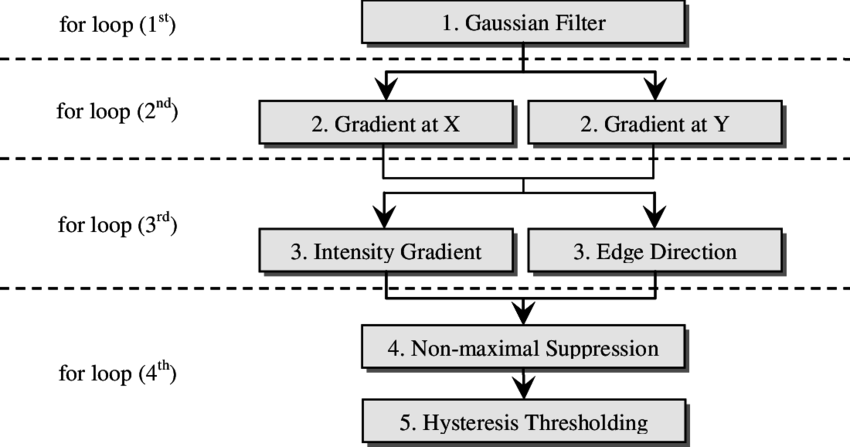 for loop (1st)
1. Gaussian Filter
for loop (2nd)
2. Gradient at X
2. Gradient at Y
for loop (3rd)
3. Intensity Gradient
3. Edge Direction
for loop (4th)
4. Non-maximal Suppression
5. Hysteresis Thresholding